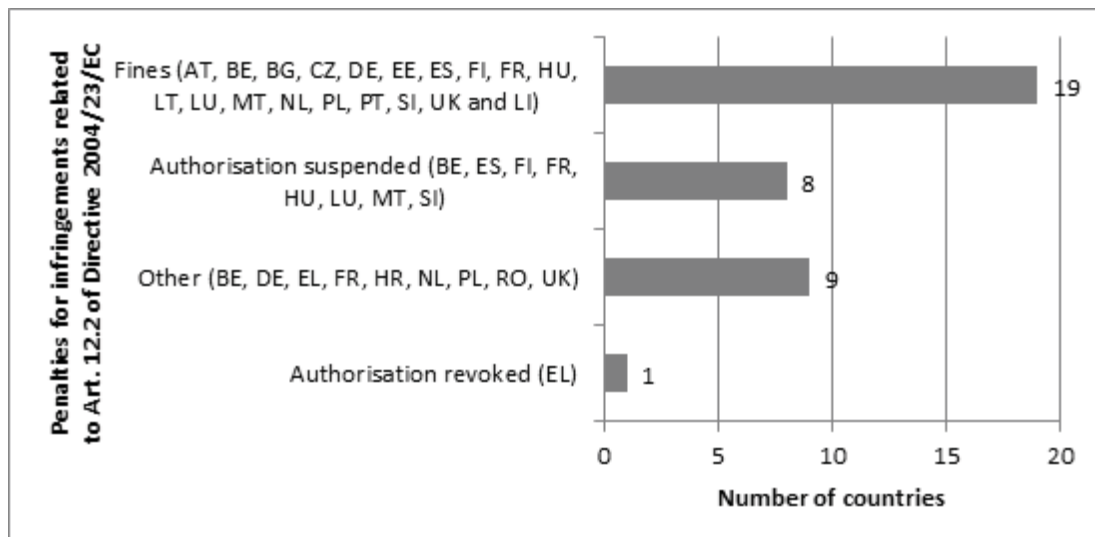 Penalties for infringements related
to Art. 12.2 of Directive 2004/23/EC
Fines (AT, BE, BG, CZ, DE, EE, ES, FI, FR, HU,
LT, LU, MT, NL, PL, PT, SI, UK and LI)
19
Authorisation suspended (BE, ES, FI, FR,
HU, LU, MT, SI)
8
Other (BE, DE, EL, FR, HR, NL, PL, RO, UK)
9
Authorisation revoked (EL)
1
0 5 10 15 20
Number of countries